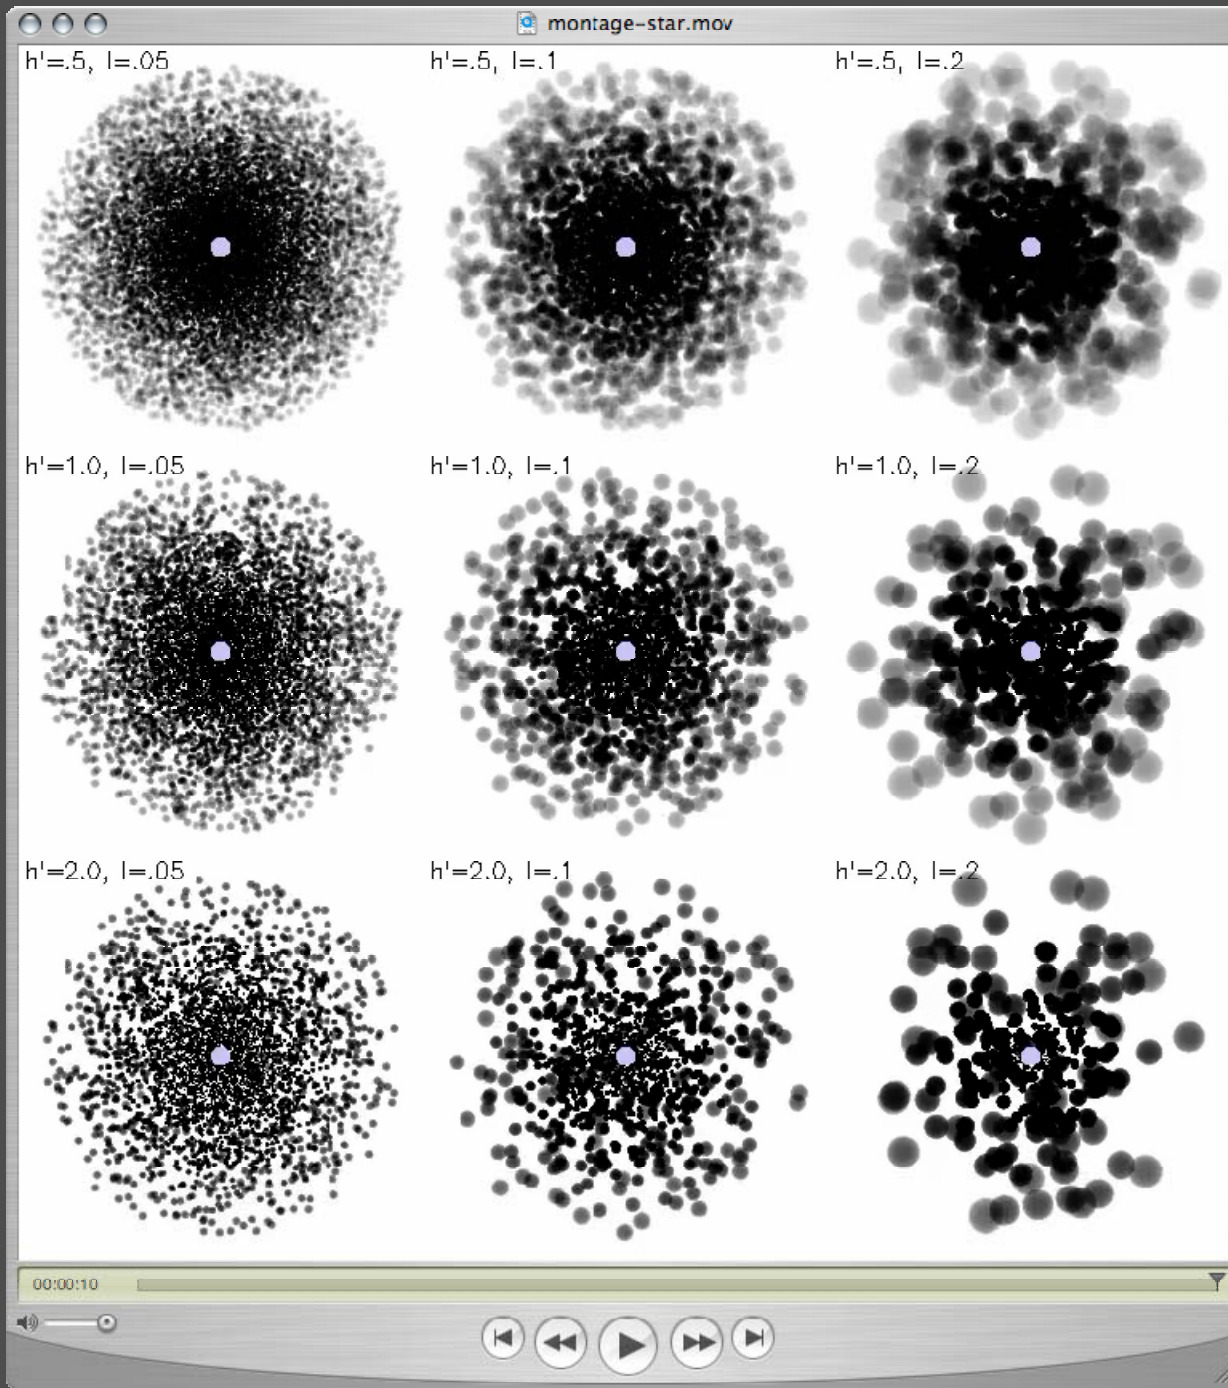 montage-star.mov
h'=.5, l=.05
h'=.5, l=.1
h'=.5, l=.2
h'=1.0, l=.05
h'=1.0, l=.1
h'=1.0, l=.2
h'=2.0, l=.05
h'=2.0, l=.1
h'=2.0, l=.2
00:00:10